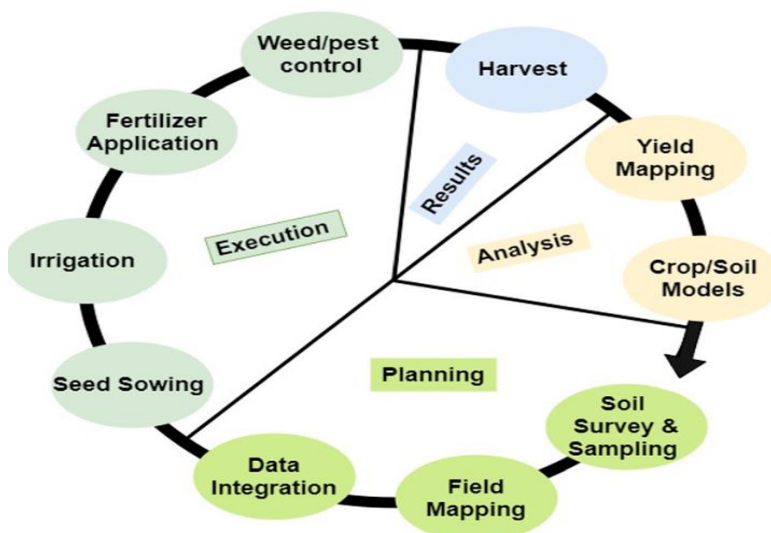 Weed/pest
control
Harvest
Fertilizer
Application
Yield
Mapping
Results
Execution
Analysis
Irrigation
Crop/Soil
Models
Planning
Seed Sowing
Soil
Survey &
Sampling
Data
Integration
Field
Mapping